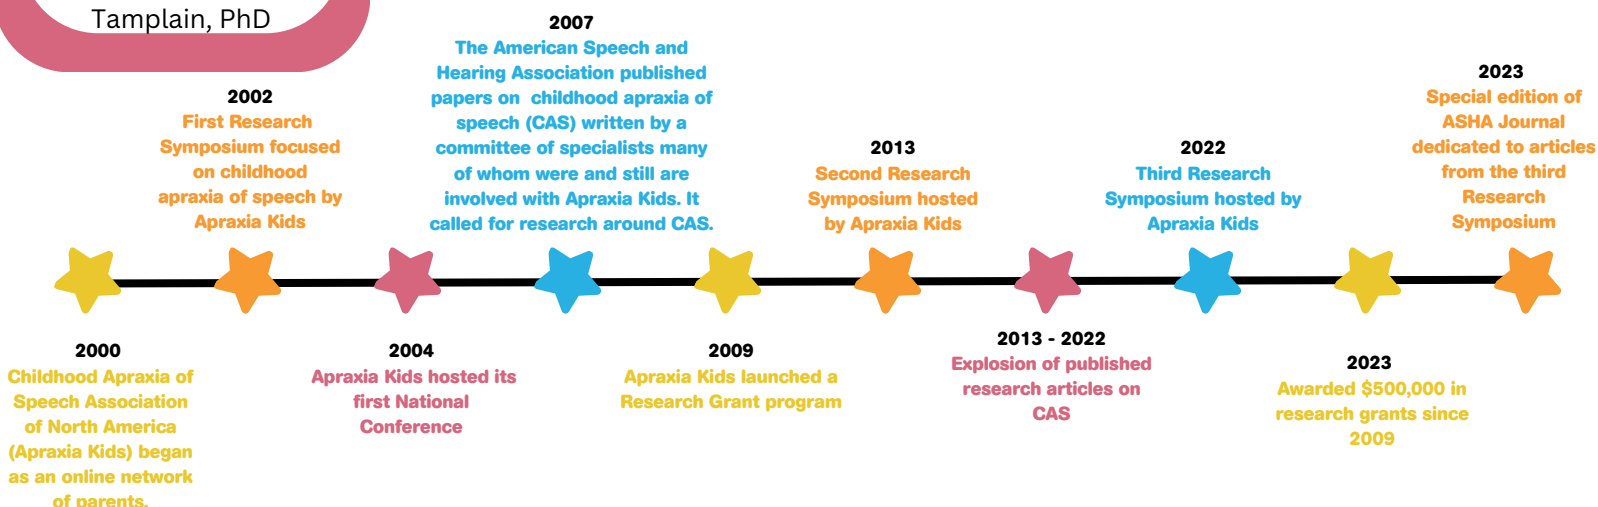 Tamplain, PhD
2000
Childhood Apraxia of
Speech Association
of North America
(Apraxia Kids) began
as an online network
of parents.
2002
First Research
Symposium focused
on childhood
apraxia of speech by
Apraxia Kids
2004
Apraxia Kids hosted its
first National
Conference
2007
The American Speech and
Hearing Association published
papers on childhood apraxia of
speech (CAS) written by a
committee of specialists many
of whom were and still are
involved with Apraxia Kids. It
called for research around CAS.
2009
Apraxia Kids launched a
Research Grant program
2013
Second Research
Symposium hosted
by Apraxia Kids
2013 - 2022
Explosion of published
research articles on
CAS
2022
Third Research
Symposium hosted by
Apraxia Kids
2023
Awarded $500,000 in
research grants since
2009
2023
Special edition of
ASHA Journal
dedicated to articles
from the third
Research
Symposium